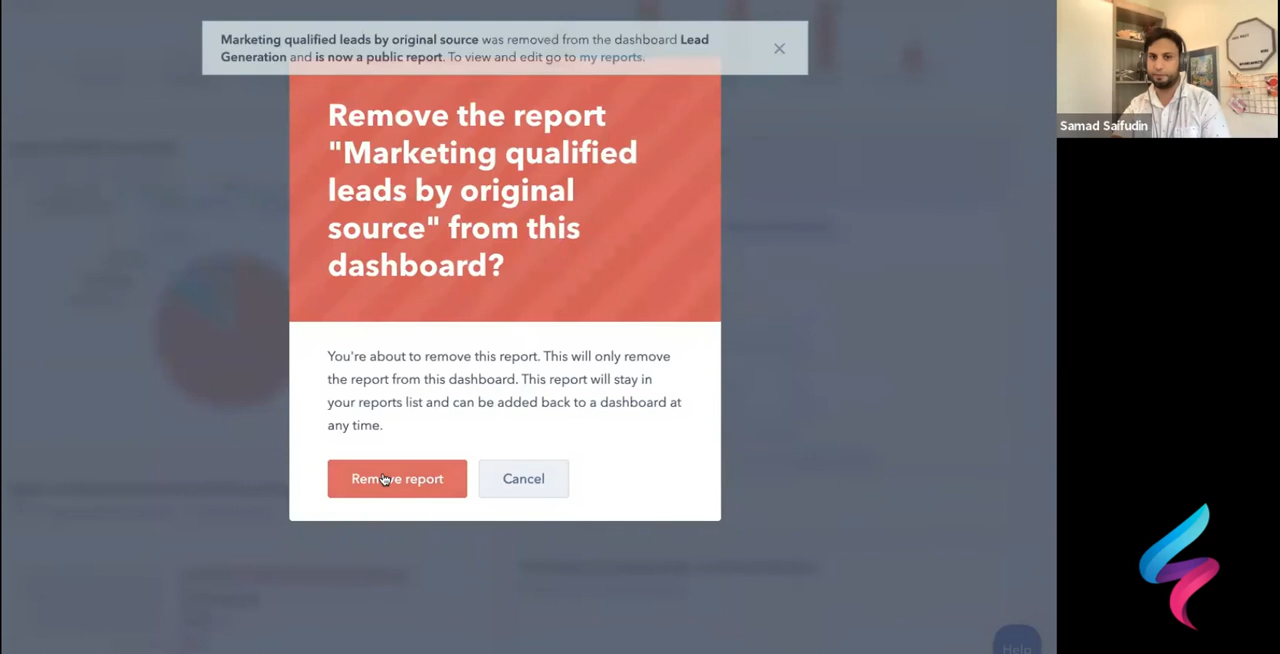 Marketing qualified leads by original source was removed from the dashboard Lead
Generation and is now a public report. To view and edit go to my reports.
Remove the report
"Marketing qualified
leads by original
source" from this
dashboard?
You're about to remove this report. This will only remove
the report from this dashboard. This report will stay in
your reports list and can be added back to a dashboard at
any time.
Remove report
Cancel
Samad Saifudin
Help